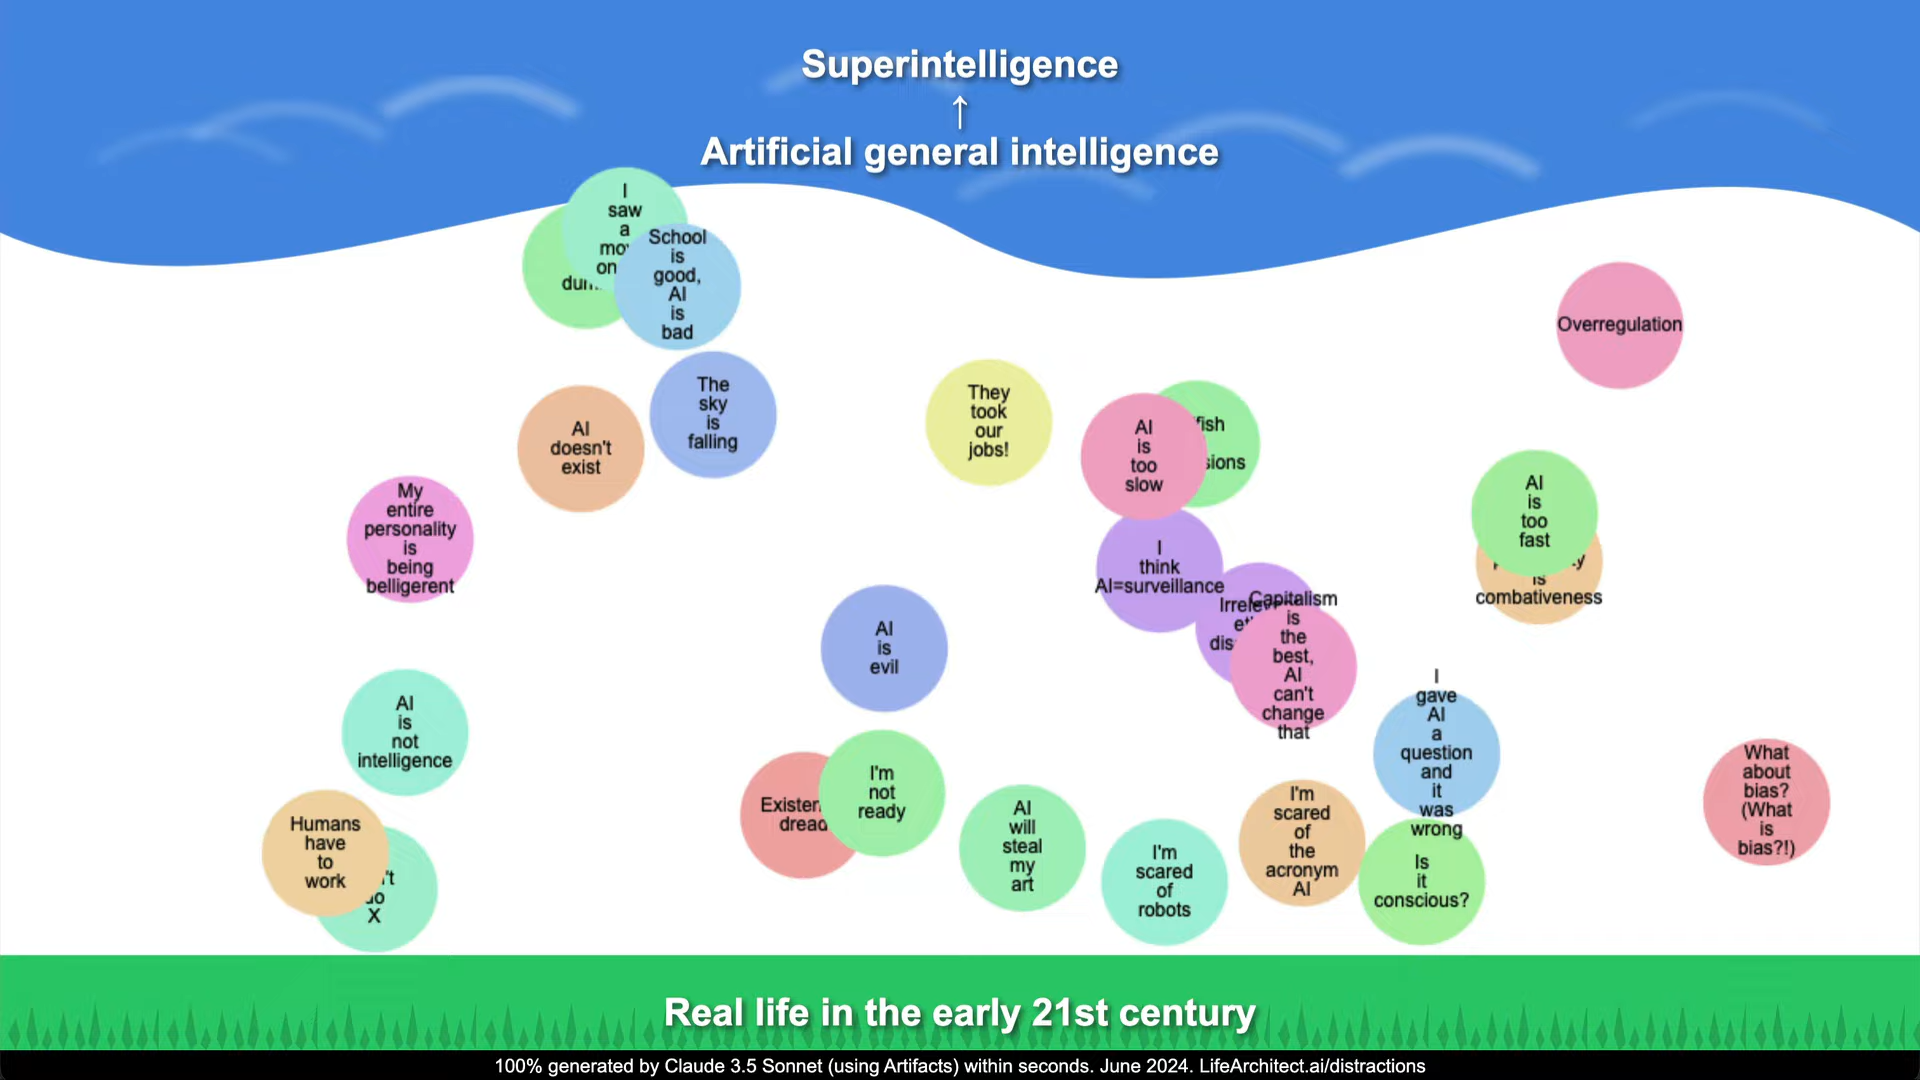 Superintelligence
↑
Artificial general intelligence
I
saw
a
on
School
is
good,
AI
is
bad
Overregulation
The
sky
is
falling
They
took
our
jobs!
AI
doesn't
exist
AI
is
too
slow
My
entire
personality
is
being
belligerent
AI
is
too
fast
is
combativeness
I
think
AI=surveillance
Capitalism
is
the
best,
AI
can't
change
that
AI
is
evil
AI
is
not
intelligence
I
gave
AI
a
question
and
it
was
wrong
What
about
bias?
(What
is
bias?!)
I'm
not
ready
dread
Humans
have
to
work
X
AI
will
steal
my
art
I'm
scared
of
robots
I'm
scared
of
the
acronym
AI
Is
it
conscious?
Real life in the early 21st century
100% generated by Claude 3.5 Sonnet (using Artifacts) within seconds. June 2024. LifeArchitect.ai/distractions